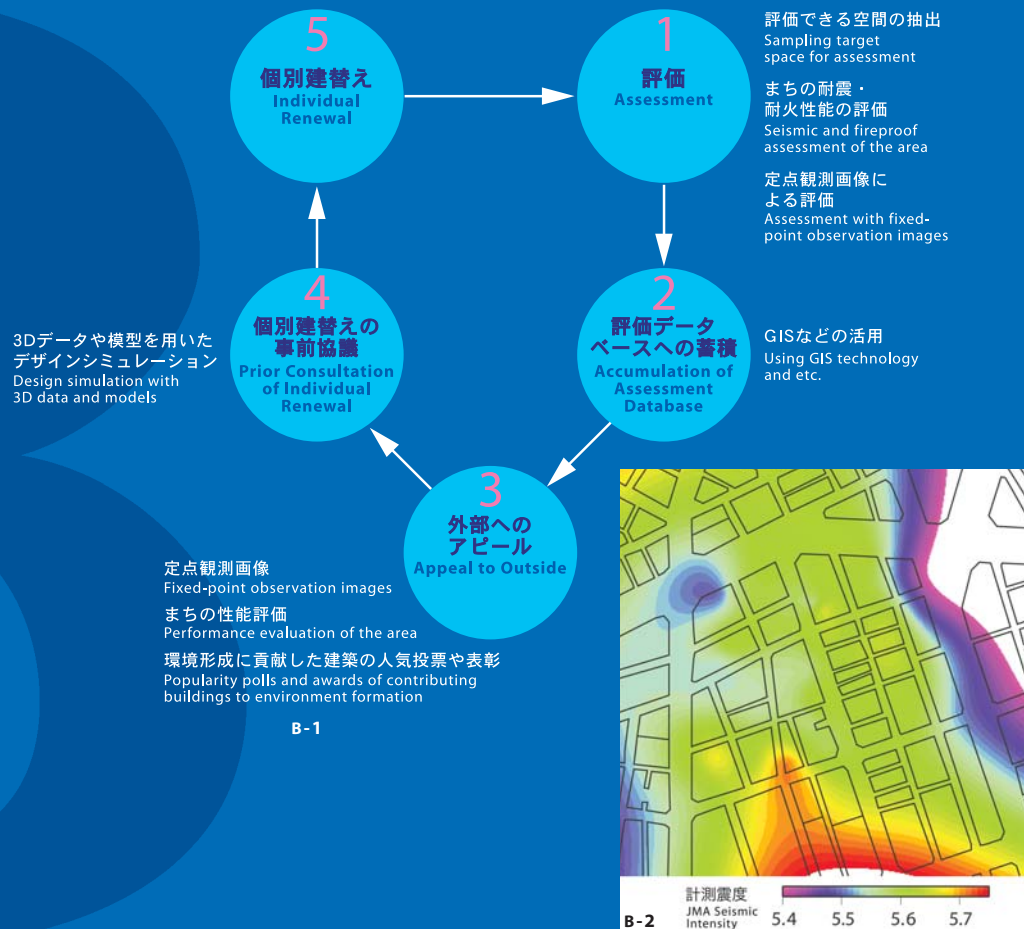 1
評価
Assessment
評価できる空間の抽出
Sampling target
space for assessment
まちの耐震・
耐火性能の評価
Seismic and fireproof
assessment of the area
定点観測画像に
よる評価
Assessment with fixed-
point observation images
2
評価データ
ベースへの蓄積
Accumulation of
Assessment
Database
GISなどの活用
Using GIS technology
and etc.
3
外部への
アピール
Appeal to Outside
定点観測画像
Fixed-point observation images
まちの性能評価
Performance evaluation of the area
環境形成に貢献した建築の人気投票や表彰
Popularity polls and awards of contributing
buildings to environment formation
4
個別建替えの
事前協議
Prior Consultation
of Individual
Renewal
3Dデータや模型を用いた
デザインシミュレーション
Design simulation with
3D data and models
5
個別建替え
Individual
Renewal
B-1
計測震度
JMA Seismic
Intensity
5.4 5.5 5.6 5.7
B-2